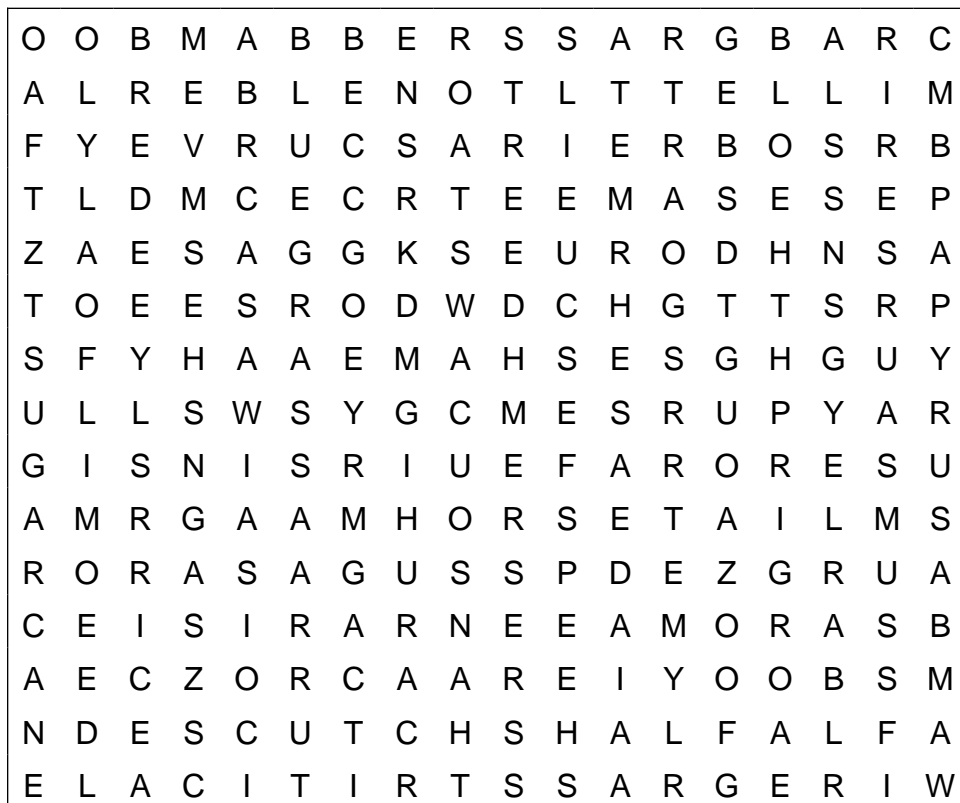 O O B M A B B E R S S A R G B A R C
A L R E B L E N O T L T T E L L I M
F Y E V R U C S A R I E R B O S R B
T L D M C E C R T E E M A S E S E P
Z A E S A G G K S E U R O D H N S A
T O E E S R O D W D C H G T T S R P
S F Y H A A E M A H S E S G H G U Y
U L L S W S Y G C M E S R U P Y A R
G I S N I S R I U E F A R O R E S U
A M R G A A M H O R S E T A I L M S
R O R A S A G U S S P D E Z G R U A
C E I S I R A R N E E A M O R A S B
A E C Z O R C A A R E I Y O O B S M
N D E S C U T C H S H A L F A L F A
E L A C I T I R T S S A R G E R I W